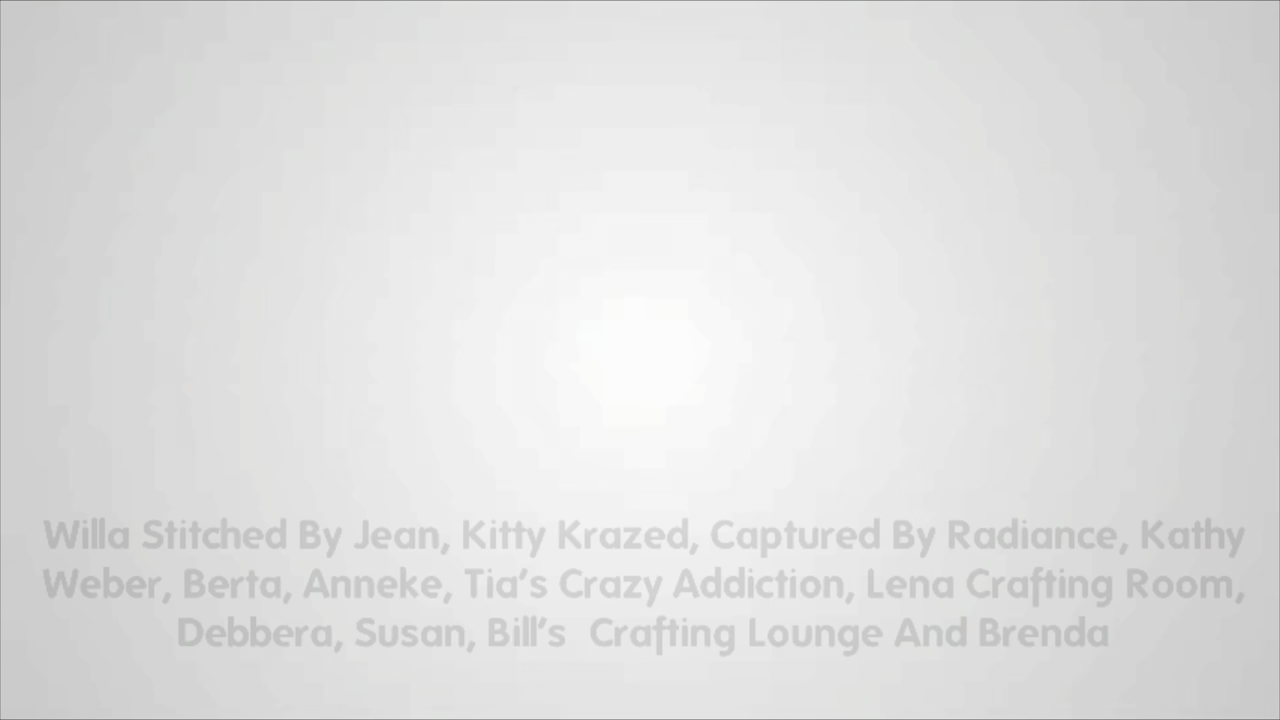 Willa Stitched By Jean, Kitty Krazed, Captured By Radiance, Kathy
Weber, Berta, Anneke, Tia's Crazy Addiction, Lena Crafting Room,
Debbera, Susan, Bill's  Crafting Lounge And Brenda